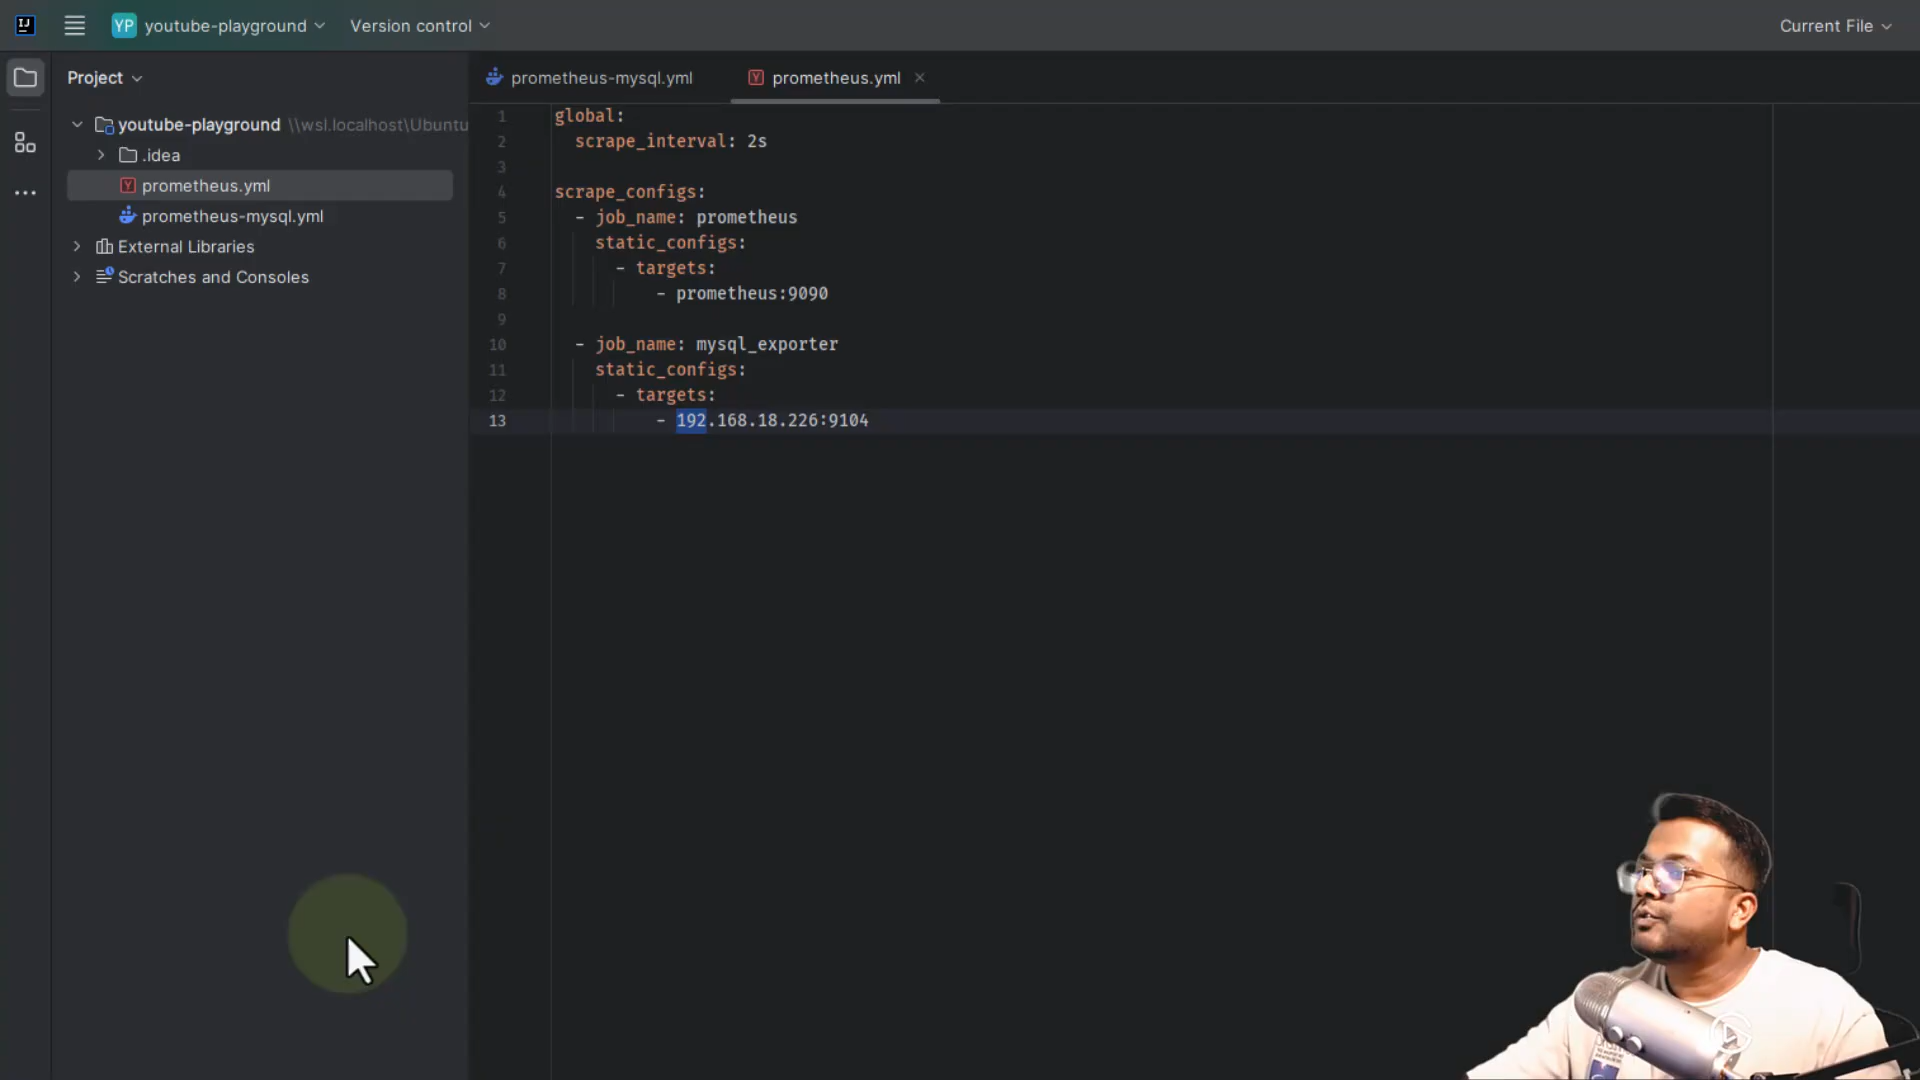 IJ
YP youtube-playground Version control Current File
Project
prometheus-mysql.yml prometheus.yml
youtube-playground \\wsl.localhost\Ubuntu
.idea
prometheus.yml
prometheus-mysql.yml
External Libraries
Scratches and Consoles
1 global:
2   scrape_interval: 2s
3
4 scrape_configs:
5   - job_name: prometheus
6     static_configs:
7       - targets:
8           - prometheus:9090
9
10   - job_name: mysql_exporter
11     static_configs:
12       - targets:
13           - 192.168.18.226:9104